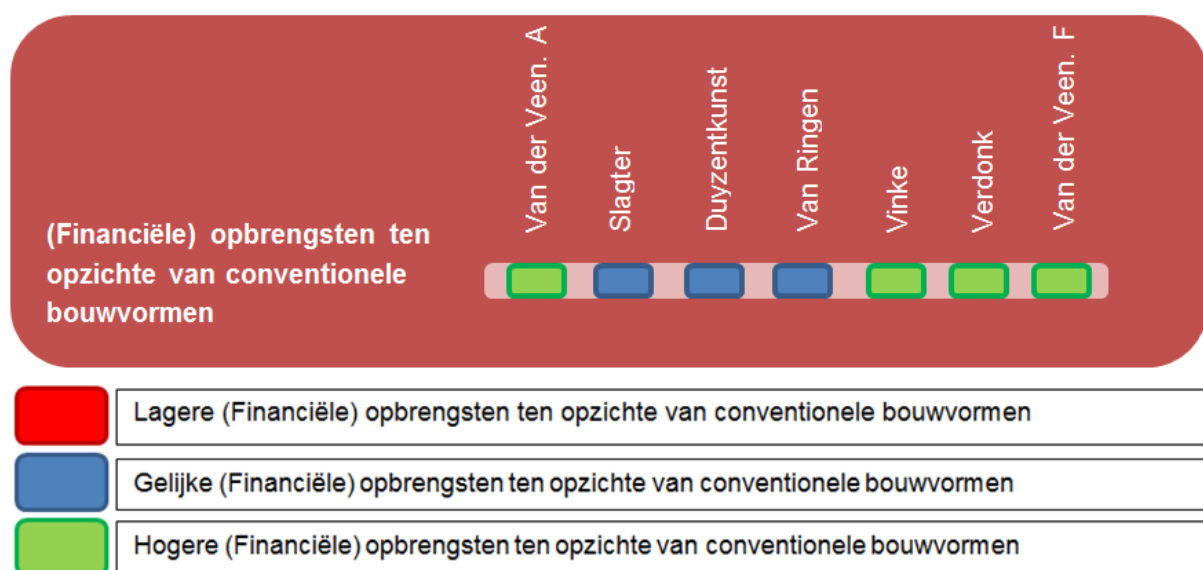 Van der Veen. A
Slagter
Duyzentkunst
Van Ringen
Vinke
Verdonk
Van der Veen. F
(Financiële) opbrengsten ten
opzichte van conventionele
bouwvormen
Lagere (Financiële) opbrengsten ten opzichte van conventionele bouwvormen
Gelijke (Financiële) opbrengsten ten opzichte van conventionele bouwvormen
Hogere (Financiële) opbrengsten ten opzichte van conventionele bouwvormen